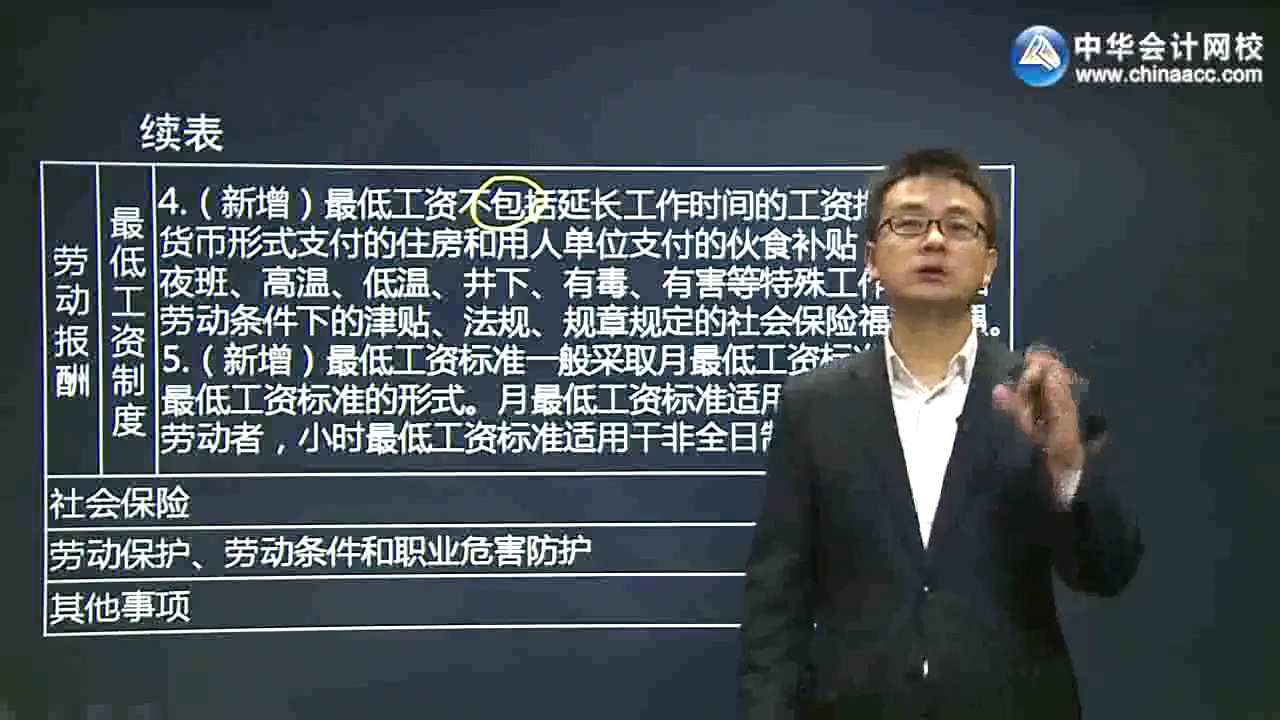 中华会计网校
www.chinaacc.com
续表
劳动报酬
最低工资制度
4.（新增）最低工资不包括延长工作时间的工资
货币形式支付的住房和用人单位支付的伙食补贴
夜班、高温、低温、井下、有毒、有害等特殊工作
劳动条件下的津贴、法规、规章规定的社会保险福
5.（新增）最低工资标准一般采取月最低工资标
最低工资标准的形式。月最低工资标准适用
劳动者，小时最低工资标准适用于非全日制
社会保险
劳动保护、劳动条件和职业危害防护
其他事项